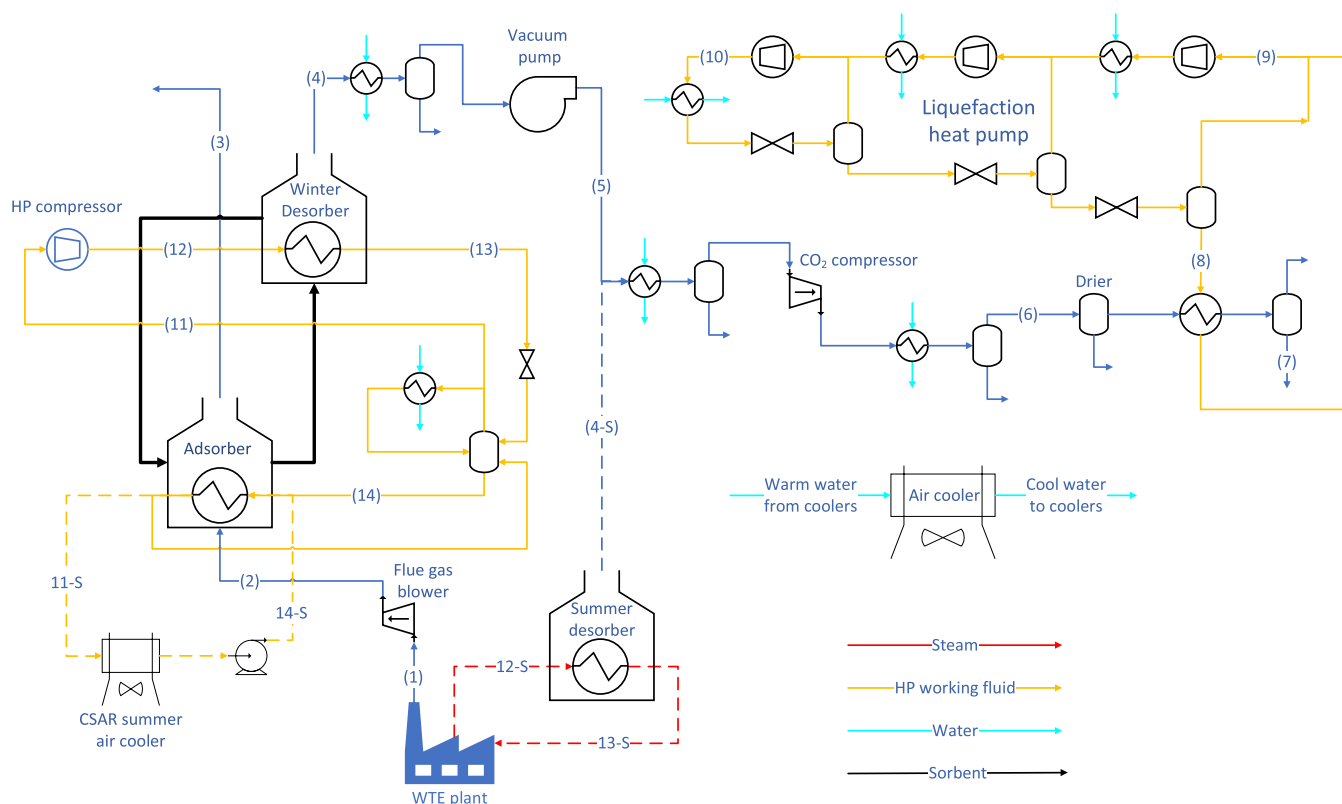 Vacuum
pump
(4)
(10)
(9)
Liquefaction
heat pump
(3)
(5)
Winter
Desorber
HP compressor
(12)
(13)
(8)
CO₂ compressor
Drier
(11)
(6)
(7)
(4-S)
Adsorber
(14)
Warm water
from coolers
Air cooler
Cool water
to coolers
(2)
Flue gas
blower
11-S
14-S
Summer
desorber
Steam
12-S
(1)
HP working fluid
CSAR summer
air cooler
Water
13-S
Sorbent
WTE plant